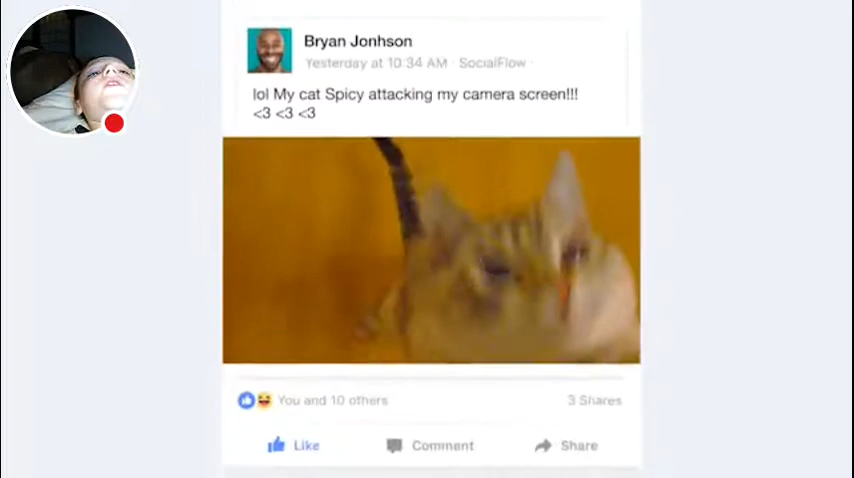 Bryan Jonhson
Yesterday at 10:34 AM · SocialFlow ·
lol My cat Spicy attacking my camera screen!!!
<3 <3 <3
You and 10 others
3 Shares
Like
Comment
Share